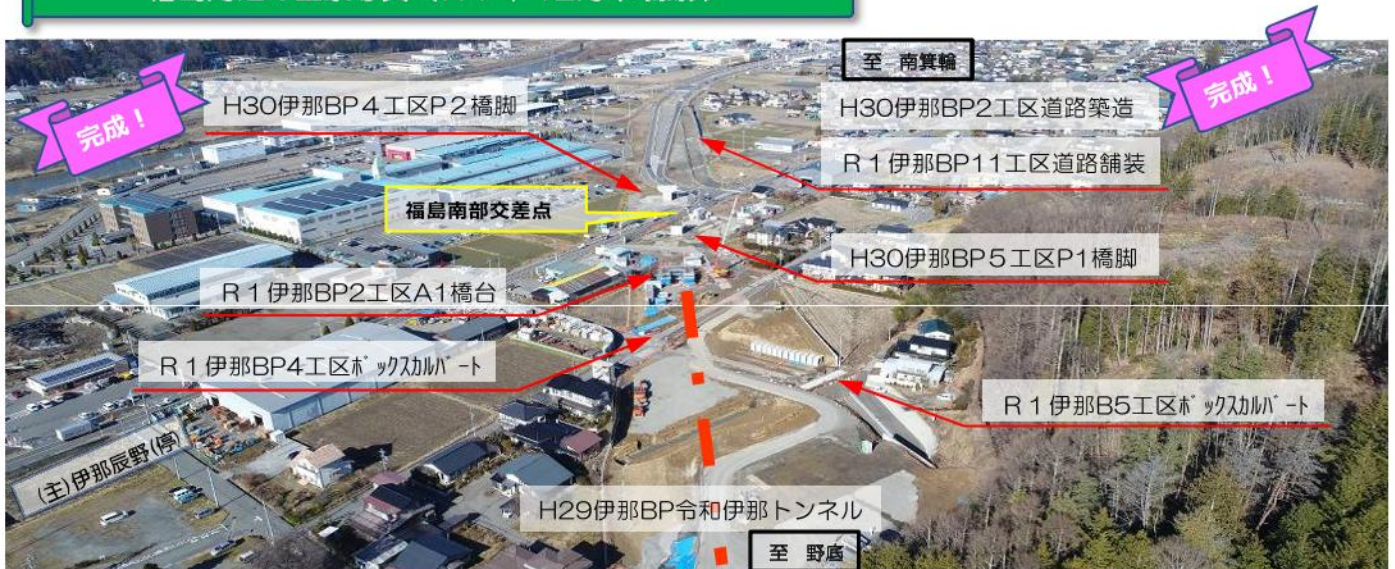 至 南箕輪
完成！
完成！
H30伊那BP４工区P２橋脚
H30伊那BP2工区道路築造
R１伊那BP11工区道路舗装
福島南部交差点
H30伊那BP５工区P1橋脚
R１伊那BP2工区A1橋台
R１伊那BP4工区ﾎﾞｯｸｽｶﾙﾊﾞｰﾄ
R１伊那B5工区ﾎﾞｯｸｽｶﾙﾊﾞｰﾄ
(主)伊那辰野(停)
H29伊那BP令和伊那トンネル
至 野底